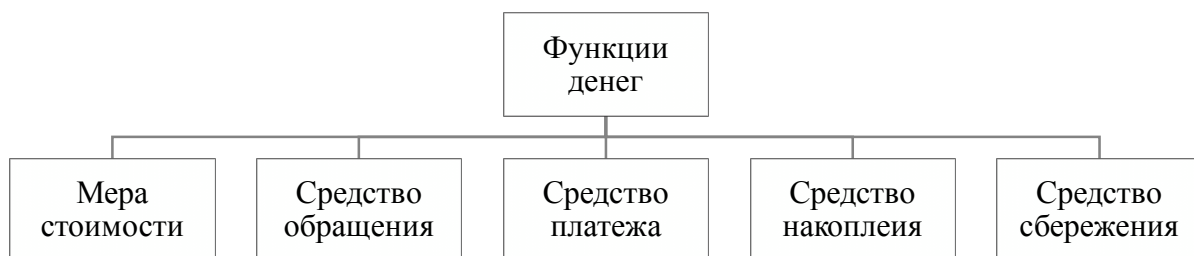 Функции
денег
Мера
стоимости
Средство
обращения
Средство
платежа
Средство
накоплеия
Средство
сбережения